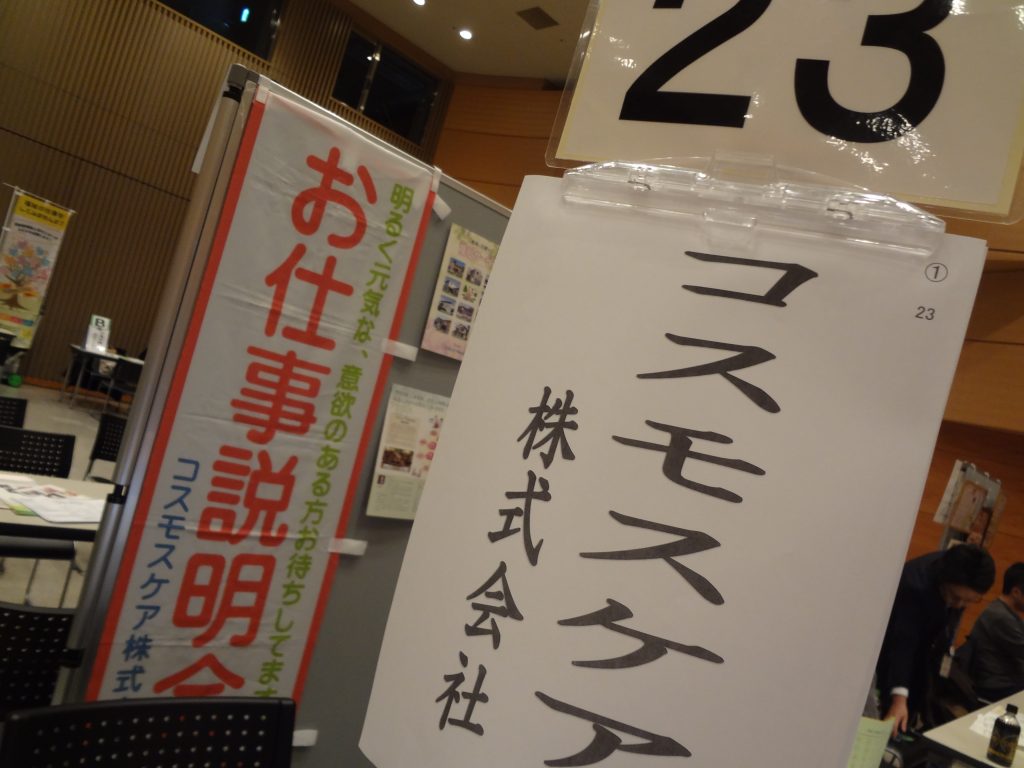 23
①
23
コスモスケア
株式会社
明るく元気な、意欲のある方お待ちしてます
お仕事説明会
コスモスケア株式
B